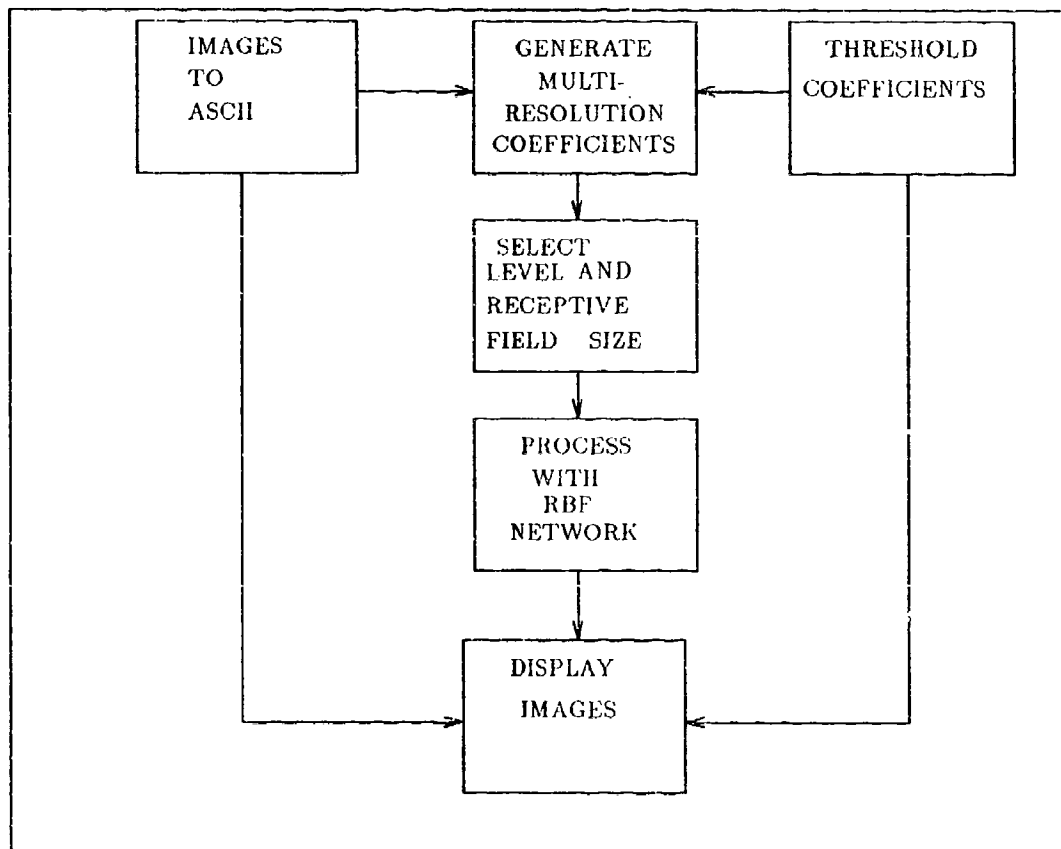 IMAGES
TO
ASCII
GENERATE
MULTI-
RESOLUTION
COEFFICIENTS
THRESHOLD
COEFFICIENTS
SELECT
LEVEL AND
RECEPTIVE
FIELD SIZE
PROCESS
WITH
RBF
NETWORK
DISPLAY
IMAGES